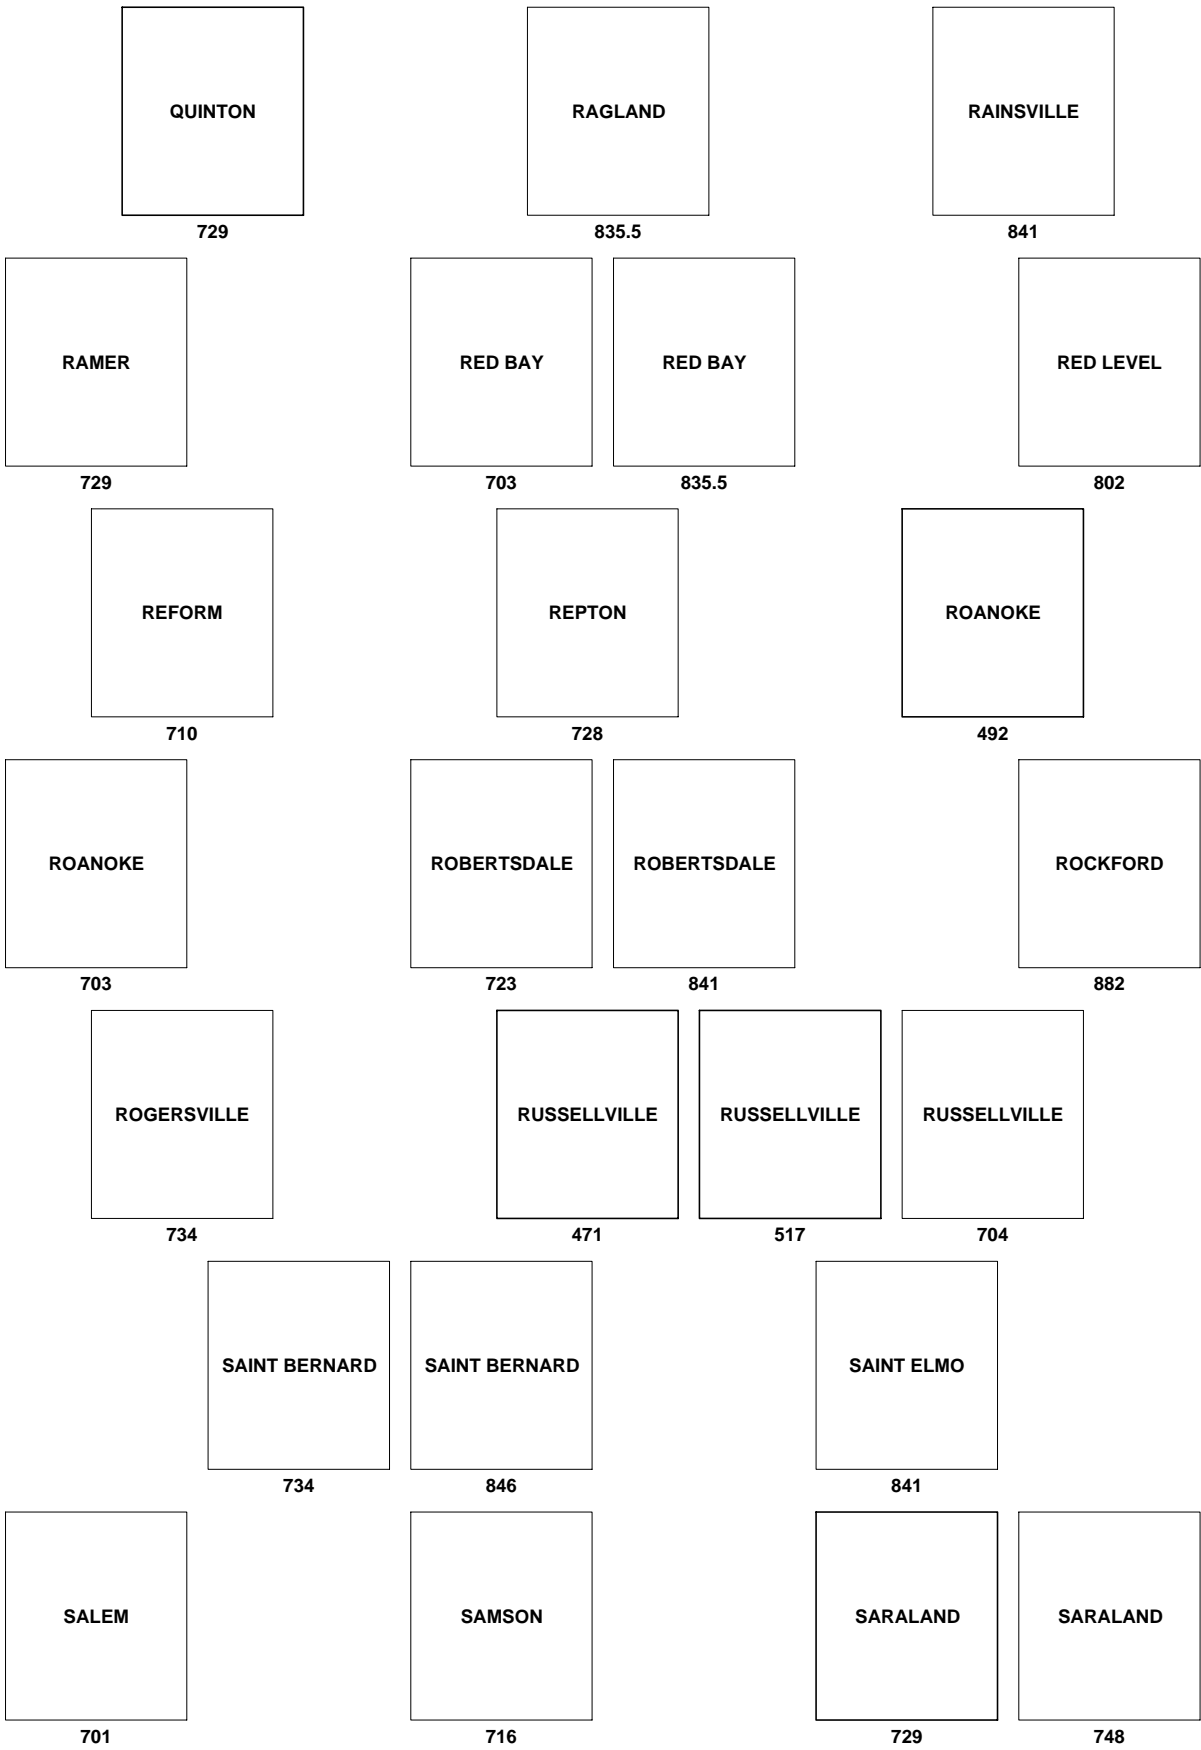 QUINTON RAGLAND RAINSVILLE
729 835.5 841
RAMER RED BAY RED BAY RED LEVEL
729 703 835.5 802
REFORM REPTON ROANOKE
710 728 492
ROANOKE ROBERTSDALE ROBERTSDALE ROCKFORD
703 723 841 882
ROGERSVILLE RUSSELLVILLE RUSSELLVILLE RUSSELLVILLE
734 471 517 704
SAINT BERNARD SAINT BERNARD SAINT ELMO
734 846 841
SALEM SAMSON SARALAND SARALAND
701 716 729 748